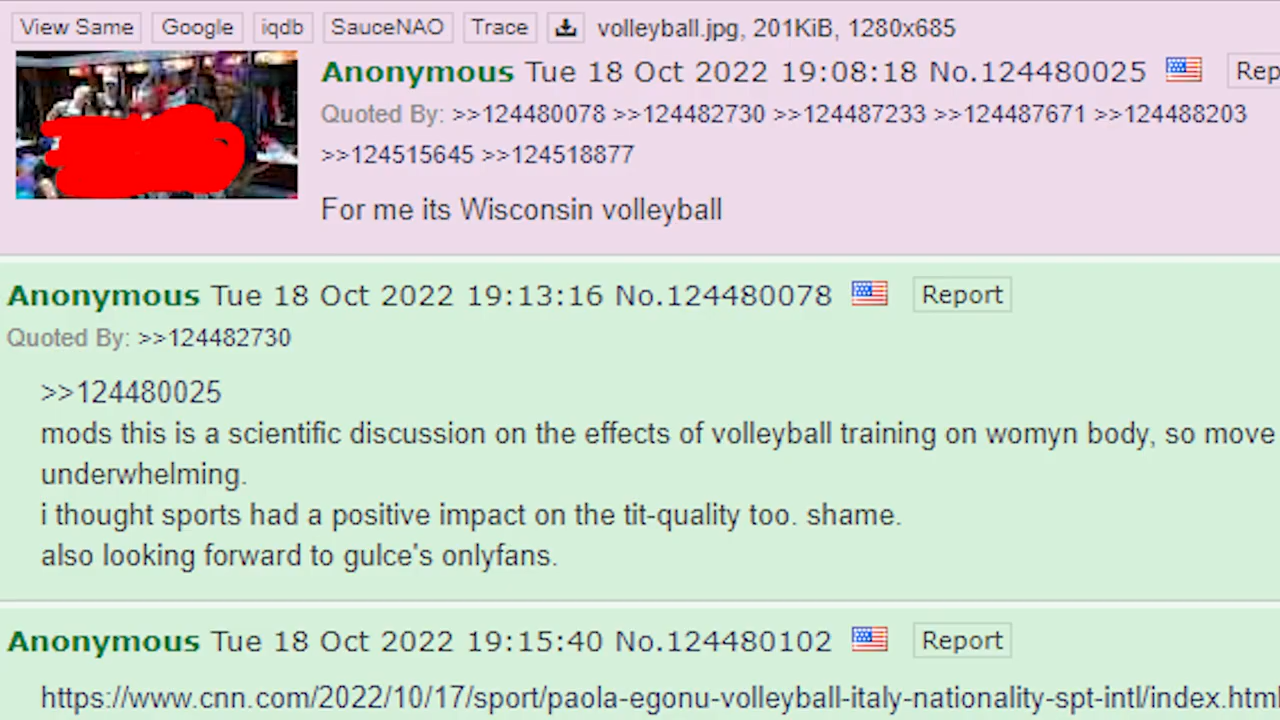 View Same Google iqdb SauceNAO Trace volleyball.jpg, 201KiB, 1280x685
Anonymous Tue 18 Oct 2022 19:08:18 No.124480025 Rep
Quoted By: >>124480078 >>124482730 >>124487233 >>124487671 >>124488203
>>124515645 >>124518877
For me its Wisconsin volleyball
Anonymous Tue 18 Oct 2022 19:13:16 No.124480078 Report
Quoted By: >>124482730
>>124480025
mods this is a scientific discussion on the effects of volleyball training on womyn body, so move
underwhelming.
i thought sports had a positive impact on the tit-quality too. shame.
also looking forward to gulce's onlyfans.
Anonymous Tue 18 Oct 2022 19:15:40 No.124480102 Report
https://www.cnn.com/2022/10/17/sport/paola-egonu-volleyball-italy-nationality-spt-intl/index.html